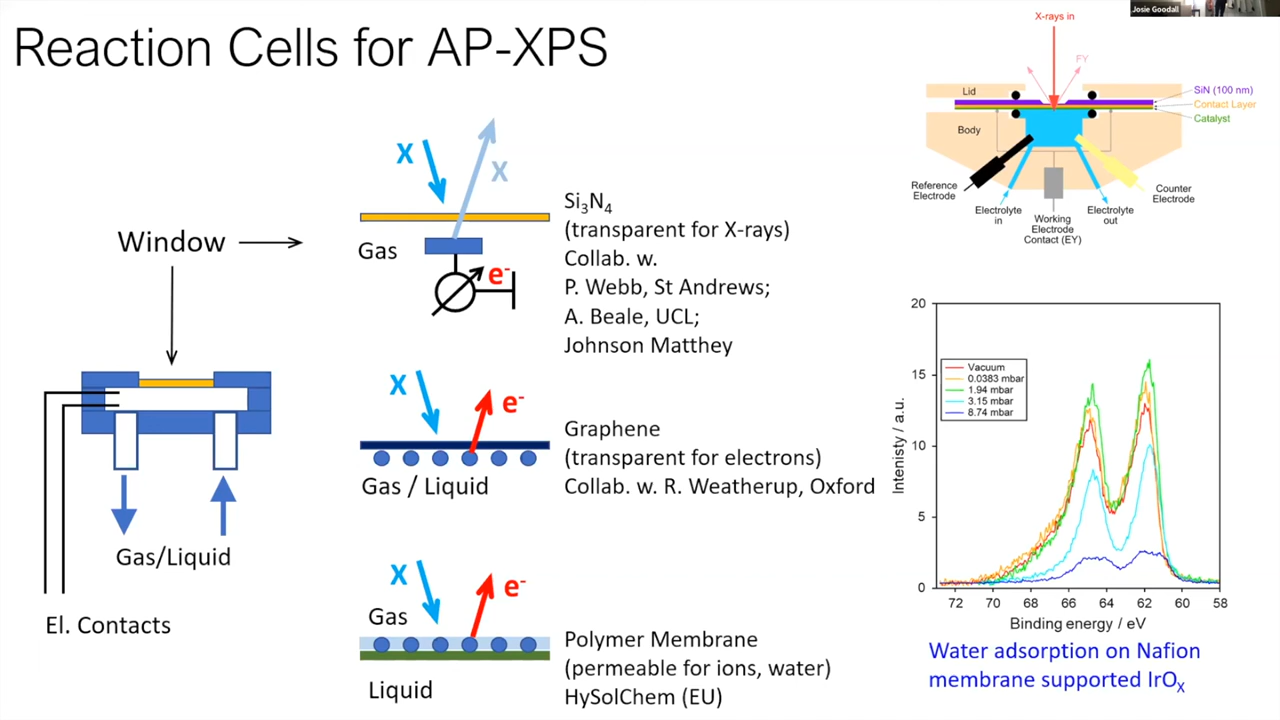 Reaction Cells for AP-XPS
Josie Goodall
X-rays in
FY
Lid
SiN (100 nm)
Contact Layer
Catalyst
Body
Reference
Electrode
Counter
Electrode
Electrolyte
in
Working
Electrode
Contact (EY)
Electrolyte
out
Window
Gas/Liquid
El. Contacts
X
X
Gas
e-
Si3N4
(transparent for X-rays)
Collab. w.
P. Webb, St Andrews;
A. Beale, UCL;
Johnson Matthey
X
e-
Gas / Liquid
Graphene
(transparent for electrons)
Collab. w. R. Weatherup, Oxford
X
e-
Gas
Liquid
Polymer Membrane
(permeable for ions, water)
HySolChem (EU)
Vacuum
0.0383 mbar
1.94 mbar
3.15 mbar
8.74 mbar
Intenisty / a.u.
20
15
10
5
0
72 70 68 66 64 62 60 58
Binding energy / eV
Water adsorption on Nafion
membrane supported IrOx